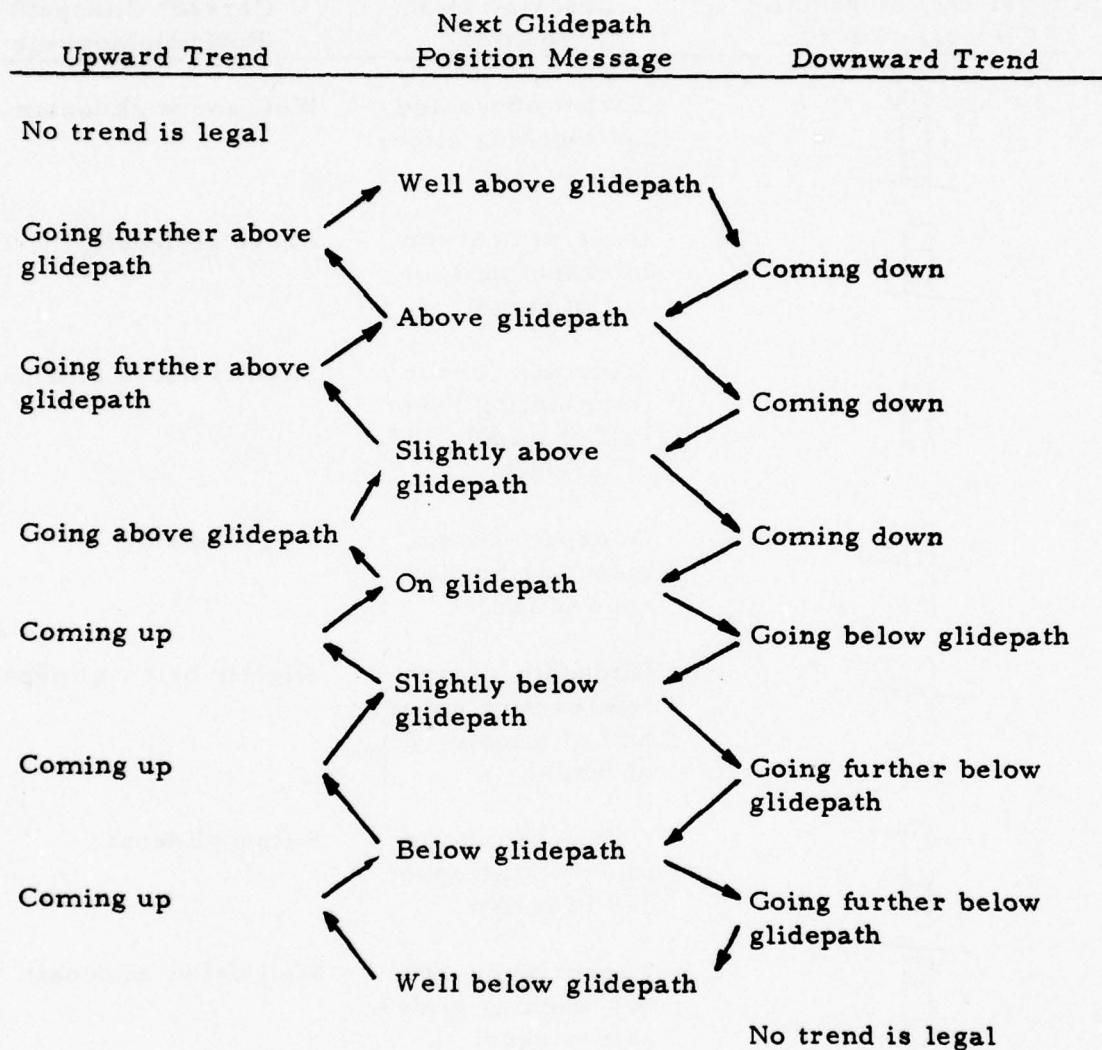 Next Glidepath
Upward Trend Position Message Downward Trend
No trend is legal
Well above glidepath
Going further above
glidepath
Coming down
Above glidepath
Going further above
glidepath
Coming down
Slightly above
glidepath
Going above glidepath
Coming down
On glidepath
Coming up
Going below glidepath
Slightly below
glidepath
Coming up
Going further below
glidepath
Below glidepath
Coming up
Going further below
glidepath
Well below glidepath
No trend is legal